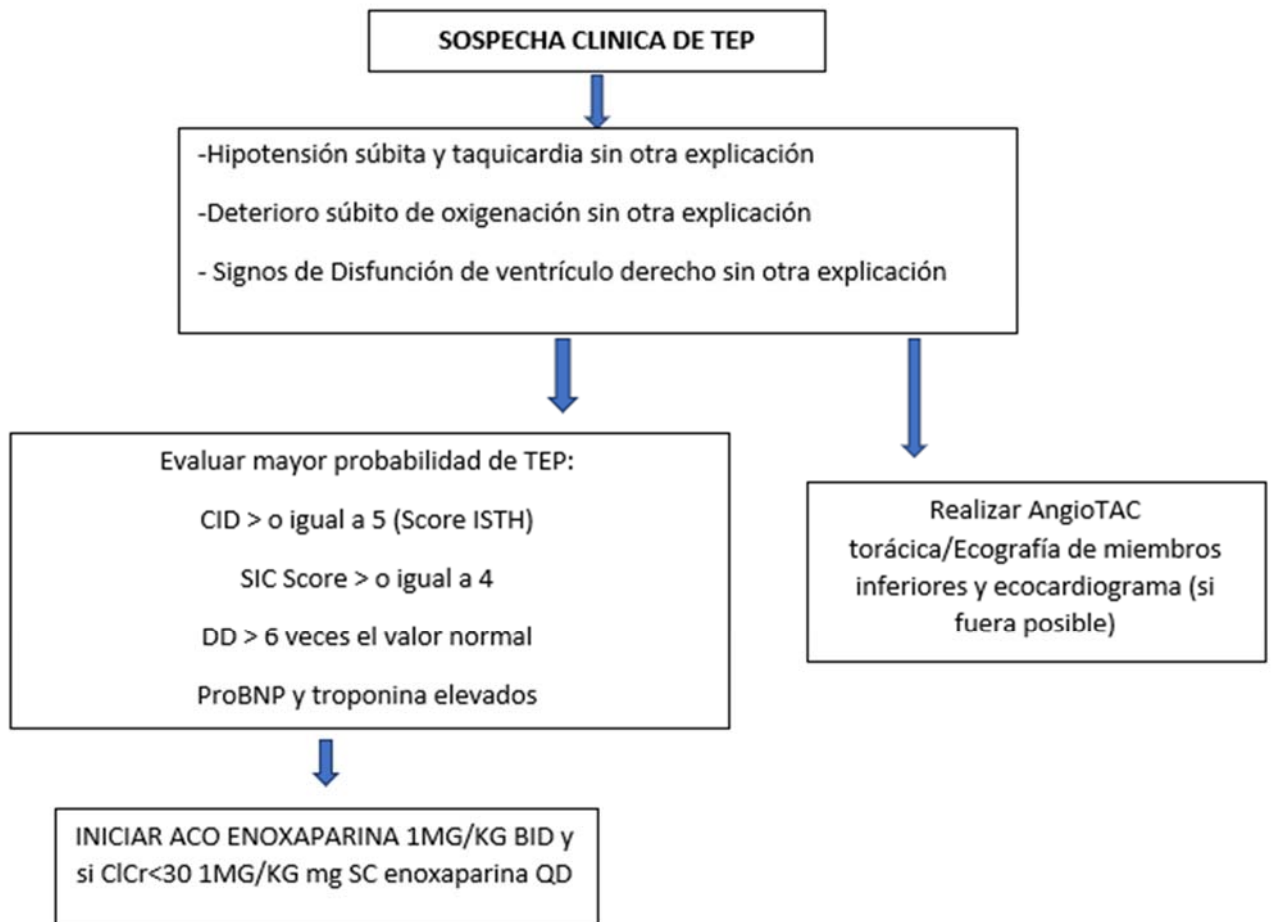 SOSPECHA CLINICA DE TEP
-Hipotensión súbita y taquicardia sin otra explicación
-Deterioro súbito de oxigenación sin otra explicación
- Signos de Disfunción de ventrículo derecho sin otra explicación
Evaluar mayor probabilidad de TEP:
CID > o igual a 5 (Score ISTH)
SIC Score > o igual a 4
DD > 6 veces el valor normal
ProBNP y troponina elevados
Realizar AngioTAC
torácica/Ecografía de miembros
inferiores y ecocardiograma (si
fuera posible)
INICIAR ACO ENOXAPARINA 1MG/KG BID y
si ClCr<30 1MG/KG mg SC enoxaparina QD